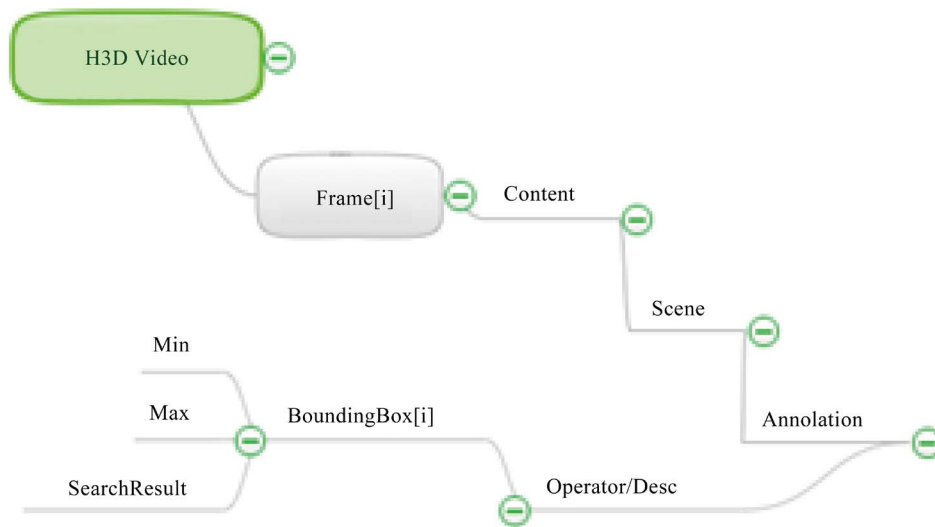 H3D Video
Frame[i]
Content
Scene
Annolation
Operator/Desc
BoundingBox[i]
Min
Max
SearchResult